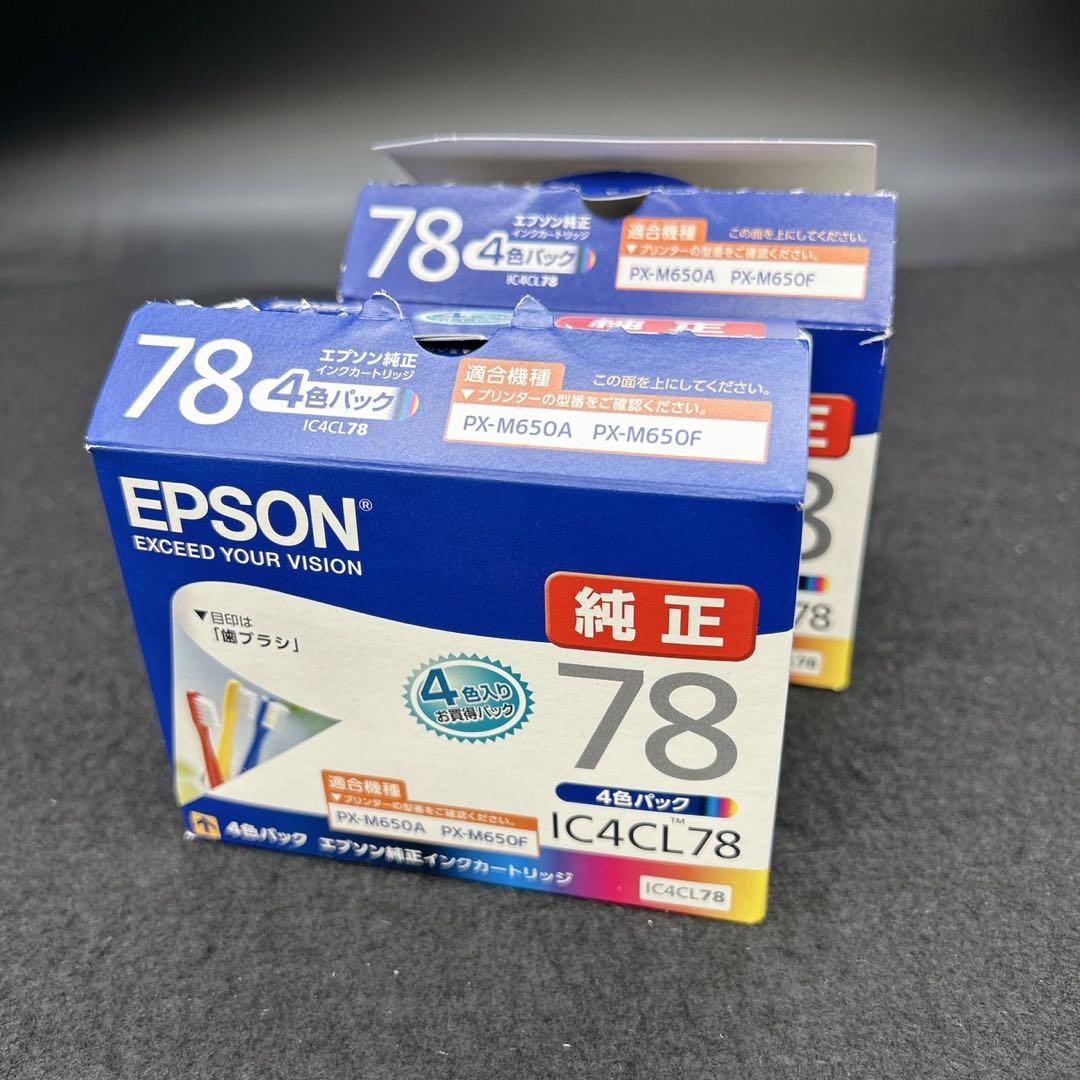 78
エプソン純正
インクカートリッジ
4色パック
IC4CL78
適合機種
この面を上にしてください。
▼プリンターの型番をご確認ください。
PX-M650A PX-M650F
純正
78
エプソン純正
インクカートリッジ
4色パック
IC4CL78
適合機種
この面を上にしてください。
▼プリンターの型番をご確認ください。
PX-M650A PX-M650F
EPSON®
EXCEED YOUR VISION
純正
▼目印は
「歯ブラシ」
4色入り
お買得パック
78
4色パック
IC4CL™78
適合機種
▼プリンターの型番をご確認ください。
PX-M650A PX-M650F
4色パック エプソン純正インクカートリッジ
IC4CL78
正
8
78
L78